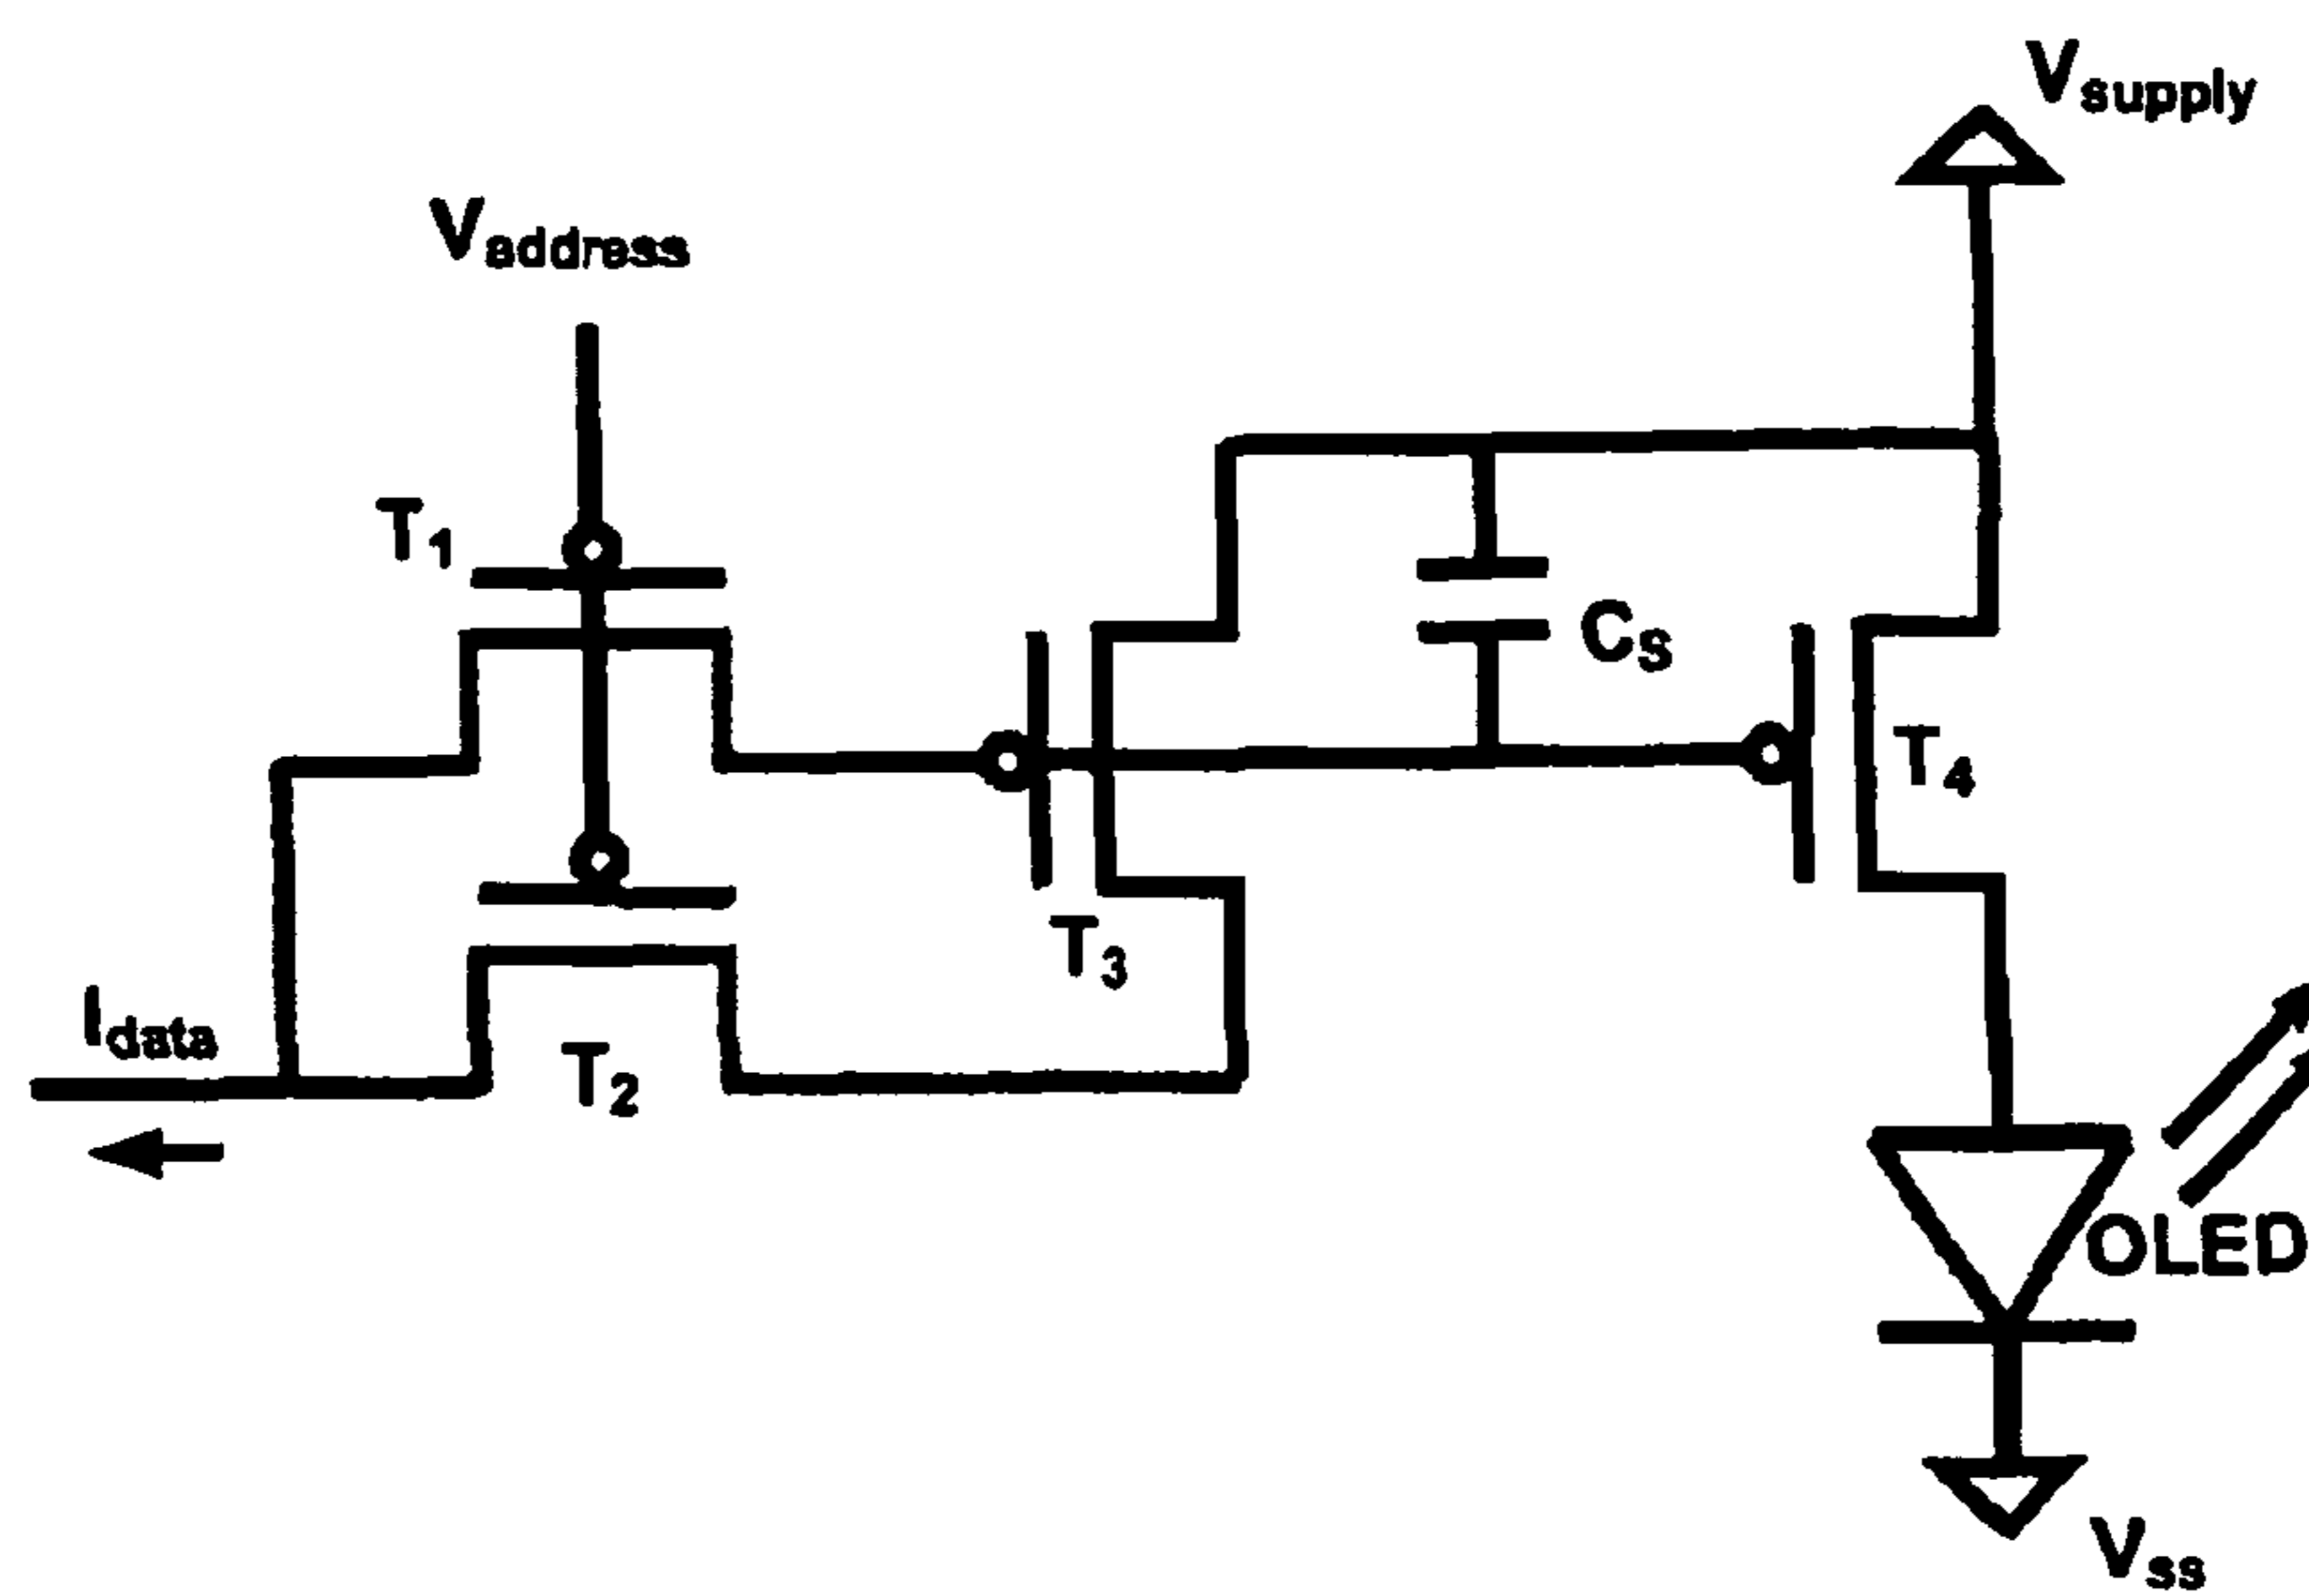 Vsupply
Vaddress
T1
CS
T4
T3
Idata
T2
OLED
Vss